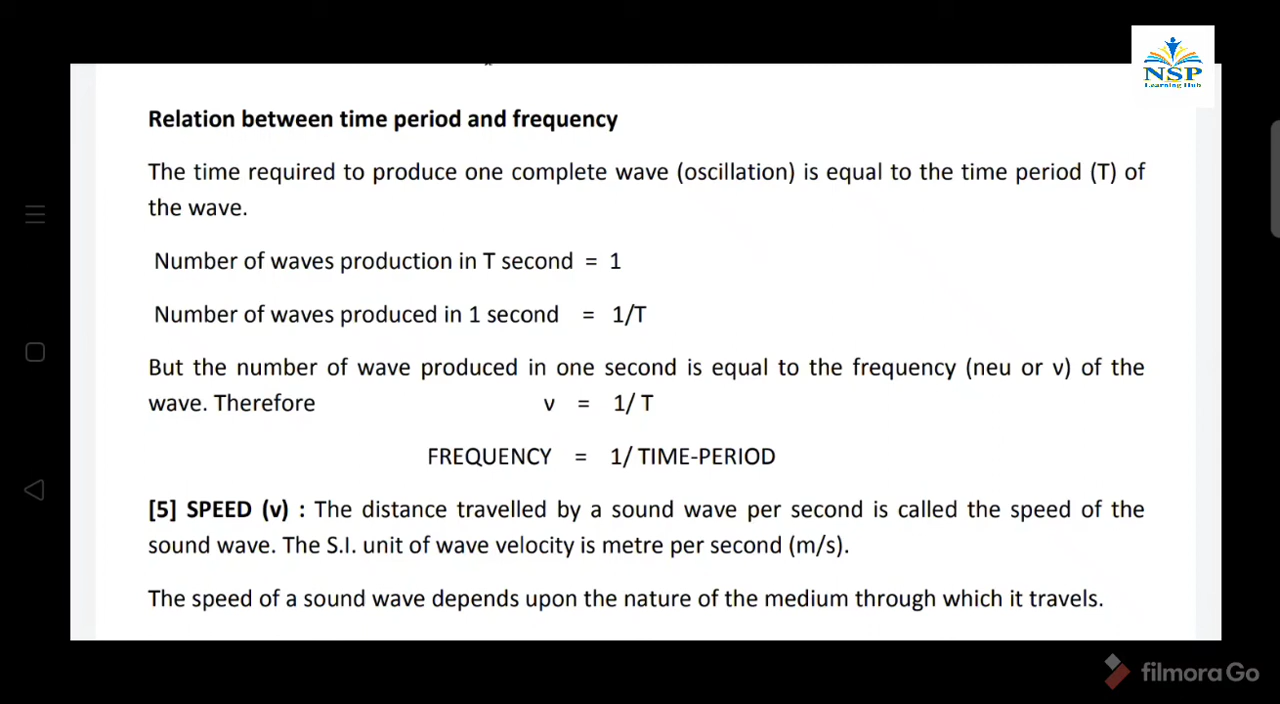 NSP
Learning Hub
Relation between time period and frequency
The time required to produce one complete wave (oscillation) is equal to the time period (T) of
the wave.
Number of waves production in T second = 1
Number of waves produced in 1 second = 1/T
But the number of wave produced in one second is equal to the frequency (neu or ν) of the
wave. Therefore ν = 1/ T
FREQUENCY = 1/ TIME-PERIOD
[5] SPEED (v) : The distance travelled by a sound wave per second is called the speed of the
sound wave. The S.I. unit of wave velocity is metre per second (m/s).
The speed of a sound wave depends upon the nature of the medium through which it travels.
filmora Go